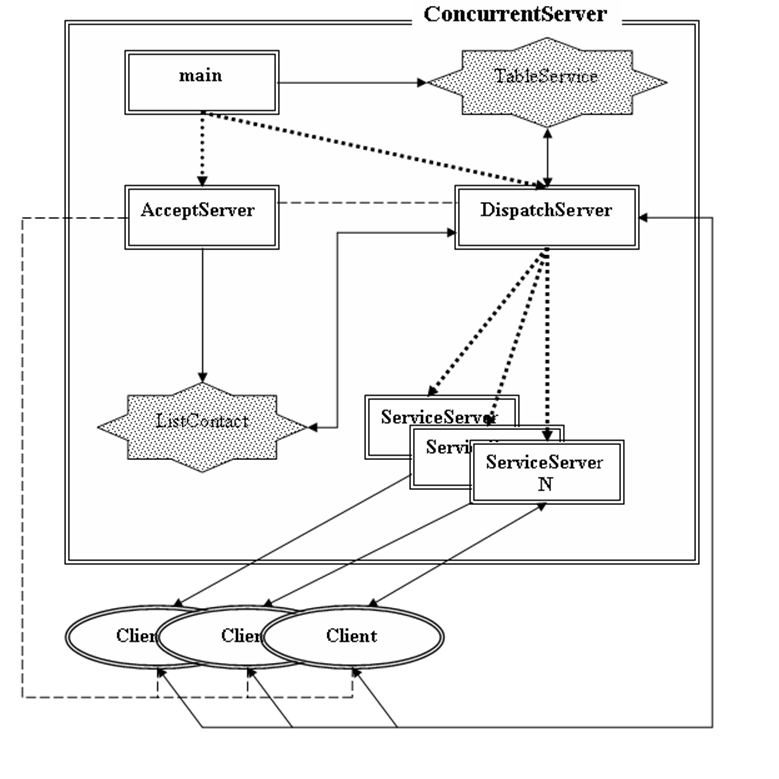 ConcurrentServer
main
TableService
AcceptServer
DispatchServer
ListContact
ServiceServer
ServiceServer
N
Client